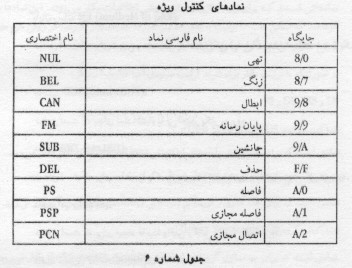 نمادهای کنترل ویژه
جایگاه نام فارسی نماد نام اختصاری
8/0 تهی NUL
8/7 زنگ BEL
9/8 ابطال CAN
9/9 پایان رسانه FM
9/A جانشین SUB
F/F حذف DEL
A/0 فاصله PS
A/1 فاصله مجازی PSP
A/2 اتصال مجازی PCN
جدول شماره ۶